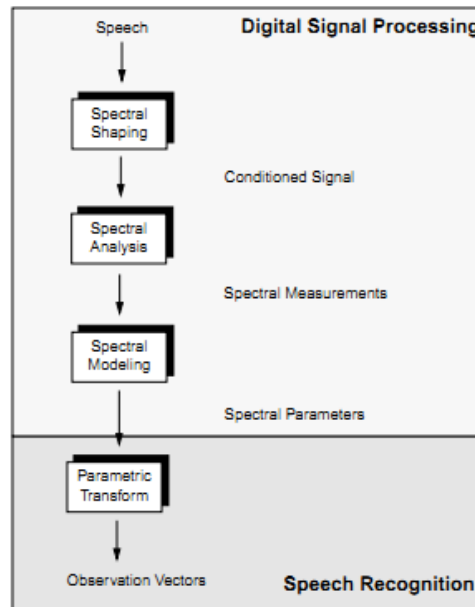 Speech
Digital Signal Processing
Spectral
Shaping
Conditioned Signal
Spectral
Analysis
Spectral Measurements
Spectral
Modeling
Spectral Parameters
Parametric
Transform
Observation Vectors
Speech Recognition